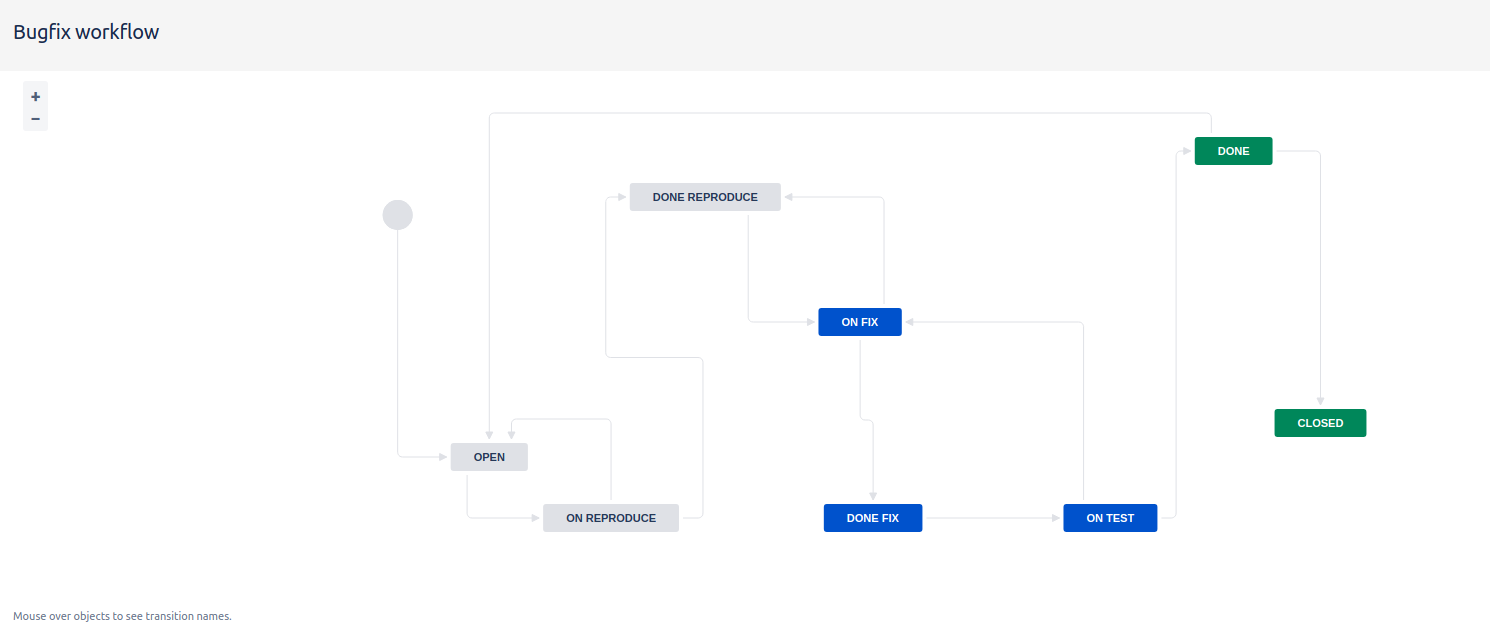 Bugfix workflow
+
−
DONE
DONE REPRODUCE
ON FIX
CLOSED
OPEN
ON REPRODUCE
DONE FIX
ON TEST
Mouse over objects to see transition names.